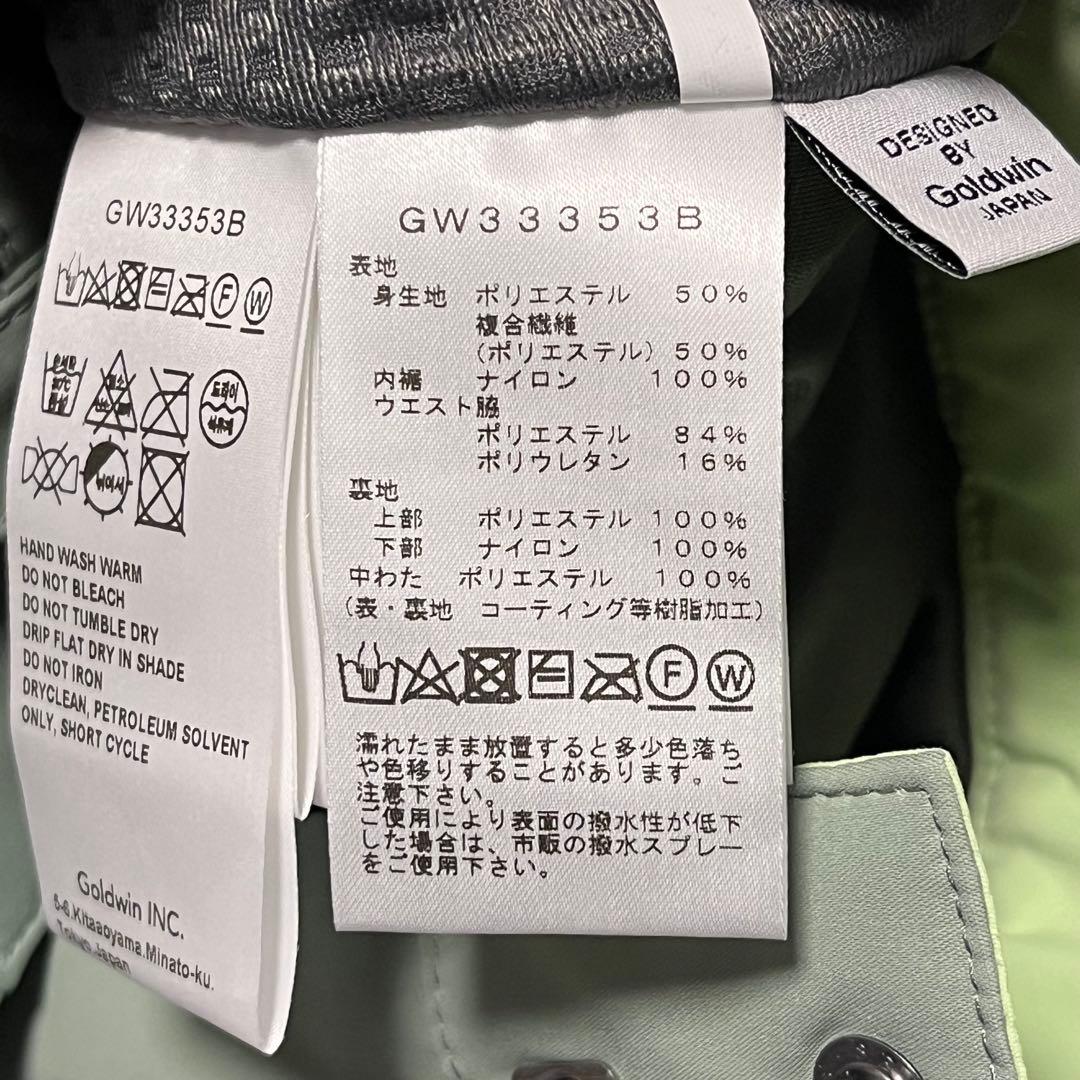 GW33353B
F W
드라이
석유계
뉘어서
HAND WASH WARM
DO NOT BLEACH
DO NOT TUMBLE DRY
DRIP FLAT DRY IN SHADE
DO NOT IRON
DRYCLEAN, PETROLEUM SOLVENT
ONLY, SHORT CYCLE
Goldwin INC.
6-6.Kitaaoyama.Minato-ku.
Tokyo.Japan
GW33353B
表地
身生地 ポリエステル 50%
複合繊維
(ポリエステル) 50%
内裾 ナイロン 100%
ウエスト脇
ポリエステル 84%
ポリウレタン 16%
裏地
上部 ポリエステル 100%
下部 ナイロン 100%
中わた ポリエステル 100%
(表・裏地 コーティング等樹脂加工)
F W
濡れたまま放置すると多少色落ち
や色移りすることがあります。ご
注意下さい。
ご使用により表面の撥水性が低下
した場合は、市販の撥水スプレー
をご使用下さい。
DESIGNED
BY
Goldwin
JAPAN